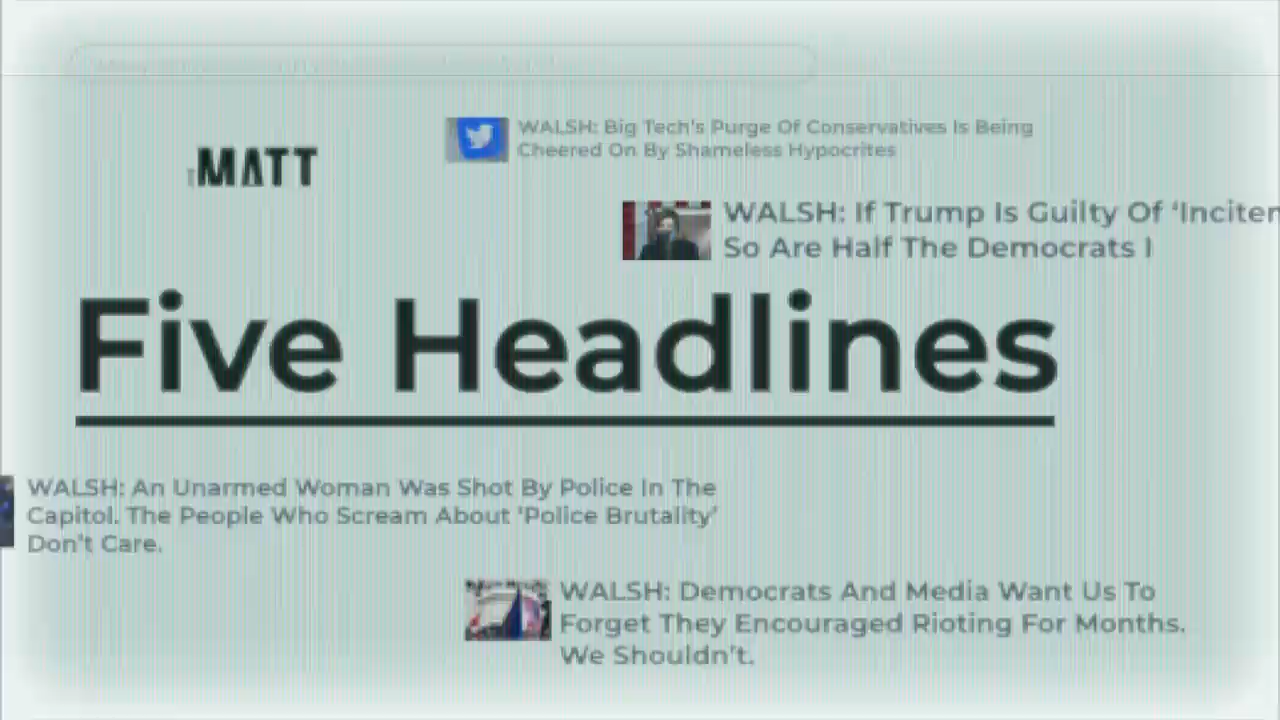 MATT
WALSH: Big Tech's Purge Of Conservatives Is Being
Cheered On By Shameless Hypocrites
WALSH: If Trump Is Guilty Of 'Inciten
So Are Half The Democrats I
Five Headlines
WALSH: An Unarmed Woman Was Shot By Police In The
Capitol. The People Who Scream About 'Police Brutality'
Don't Care.
WALSH: Democrats And Media Want Us To
Forget They Encouraged Rioting For Months.
We Shouldn't.